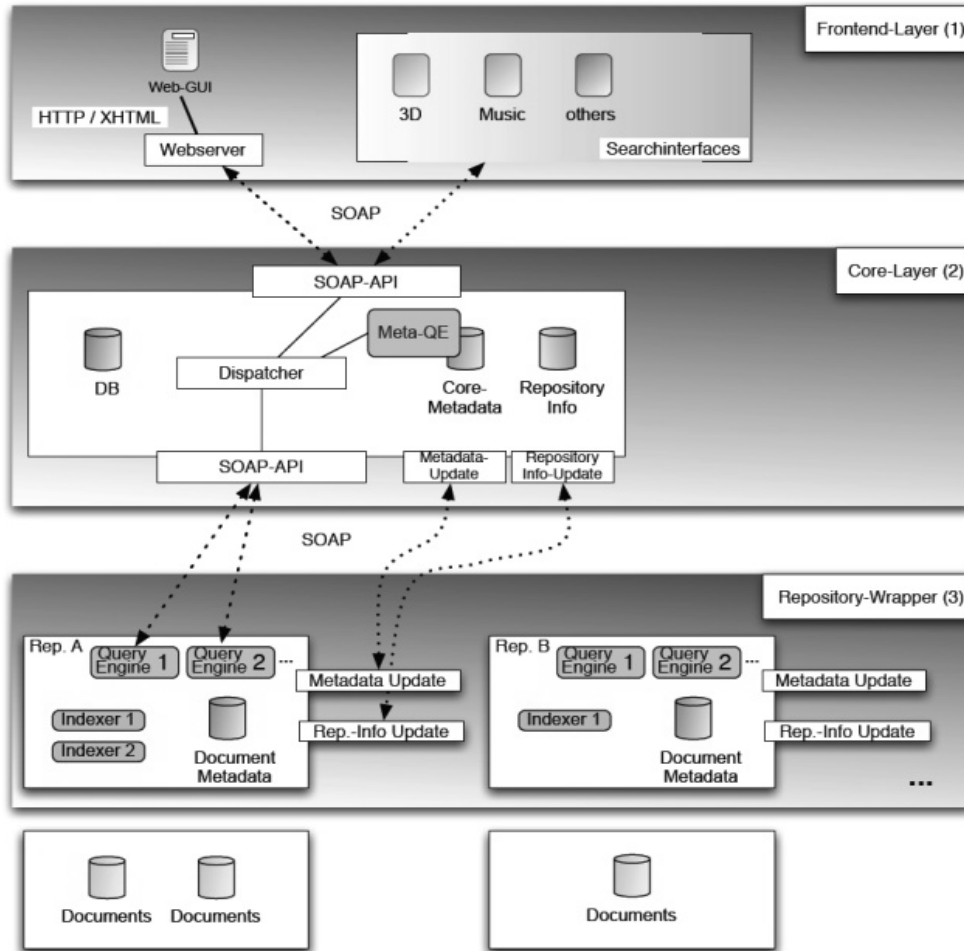 Frontend-Layer (1)
Web-GUI
HTTP / XHTML
Webserver
3D
Music
others
Searchinterfaces
SOAP
Core-Layer (2)
SOAP-API
Meta-QE
DB
Dispatcher
Core-
Metadata
Repository
Info
SOAP-API
Metadata-
Update
Repository
Info-Update
SOAP
Repository-Wrapper (3)
Rep. A
Query
Engine 1
Query
Engine 2
...
Metadata Update
Indexer 1
Indexer 2
Rep.-Info Update
Document
Metadata
Rep. B
Query
Engine 1
Query
Engine 2
...
Metadata Update
Indexer 1
Rep.-Info Update
Document
Metadata
...
Documents
Documents
Documents